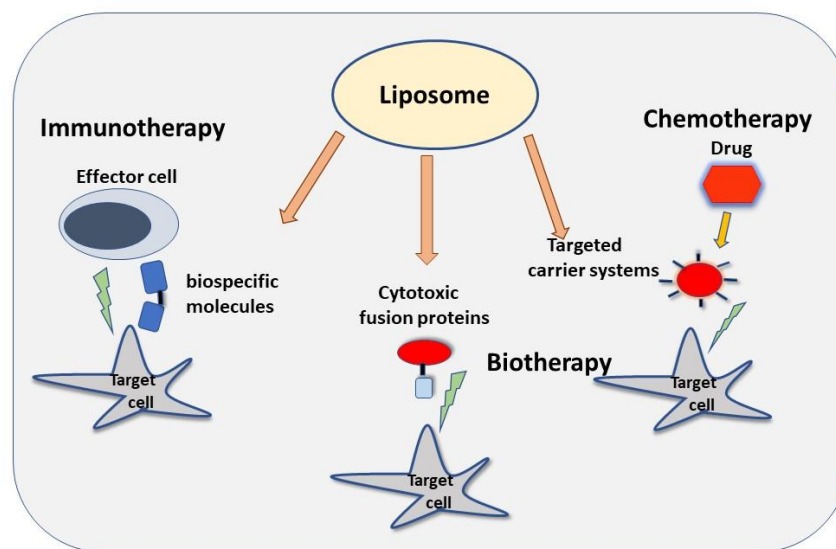 Liposome
Immunotherapy
Effector cell
biospecific
molecules
Target
cell
Cytotoxic
fusion proteins
Biotherapy
Target
cell
Chemotherapy
Drug
Targeted
carrier systems
Target
cell